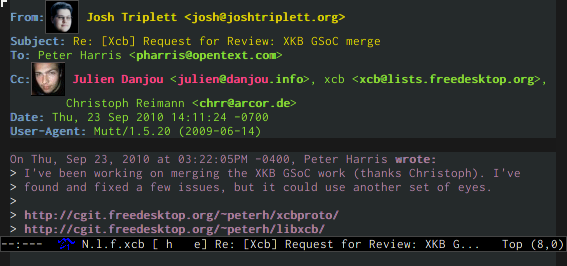 From: Josh Triplett <josh@joshtriplett.org>
Subject: Re: [Xcb] Request for Review: XKB GSoC merge
To: Peter Harris <pharris@opentext.com>
Cc: Julien Danjou <julien@danjou.info>, xcb <xcb@lists.freedesktop.org>,
Christoph Reimann <chrr@arcor.de>
Date: Thu, 23 Sep 2010 14:11:24 -0700
User-Agent: Mutt/1.5.20 (2009-06-14)
On Thu, Sep 23, 2010 at 03:22:05PM -0400, Peter Harris wrote:
> I've been working on merging the XKB GSoC work (thanks Christoph). I've
> found and fixed a few issues, but it could use another set of eyes.
>
> http://cgit.freedesktop.org/~peterh/xcbproto/
> http://cgit.freedesktop.org/~peterh/libxcb/
--:--- N.l.f.xcb [ h e] Re: [Xcb] Request for Review: XKB G... Top (8,0)